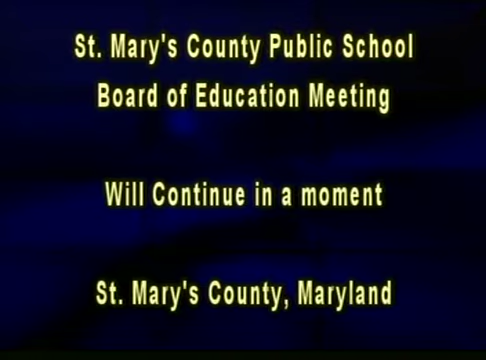 St. Mary's County Public School
Board of Education Meeting
Will Continue in a moment
St. Mary's County, Maryland